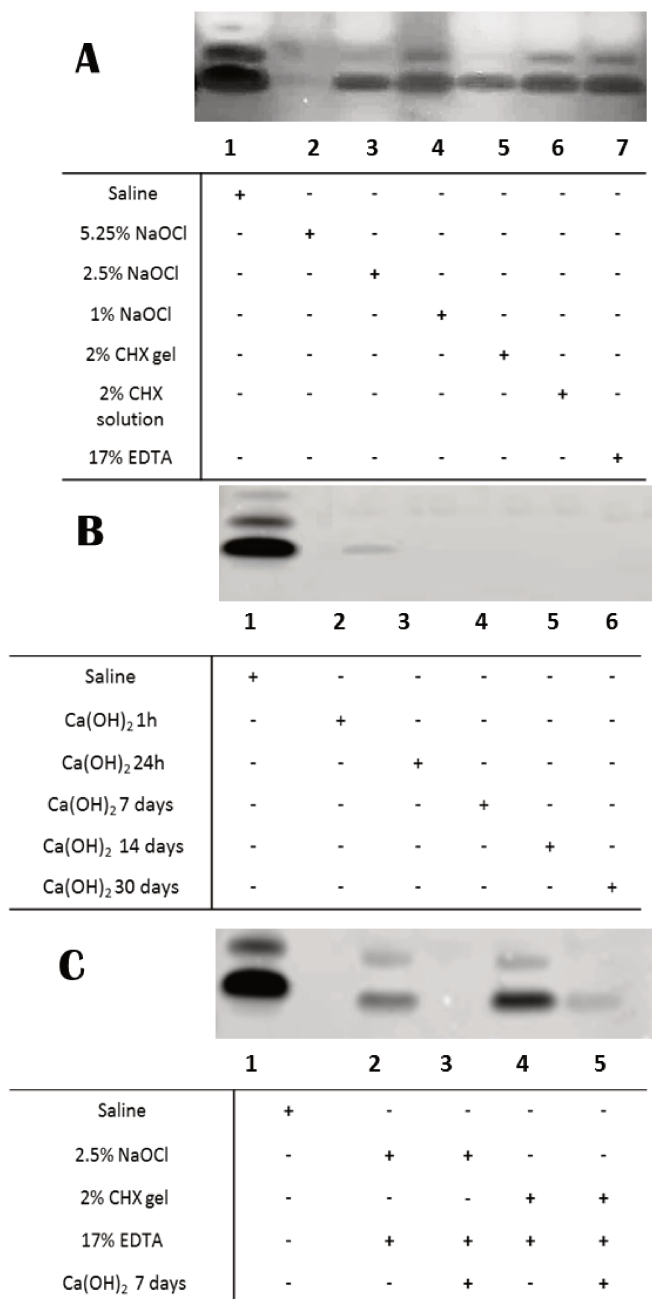 A
1 2 3 4 5 6 7
Saline + - - - - - -
5.25% NaOCl - + - - - - -
2.5% NaOCl - - + - - - -
1% NaOCl - - - + - - -
2% CHX gel - - - - + - -
2% CHX
solution - - - - - + -
17% EDTA - - - - - - +
B
1 2 3 4 5 6
Saline + - - - - -
Ca(OH)₂ 1h - + - - - -
Ca(OH)₂ 24h - - + - - -
Ca(OH)₂ 7 days - - - + - -
Ca(OH)₂ 14 days - - - - + -
Ca(OH)₂ 30 days - - - - - +
C
1 2 3 4 5
Saline + - - - -
2.5% NaOCl - + + - -
2% CHX gel - - - + +
17% EDTA - + + + +
Ca(OH)₂ 7 days - - + - +